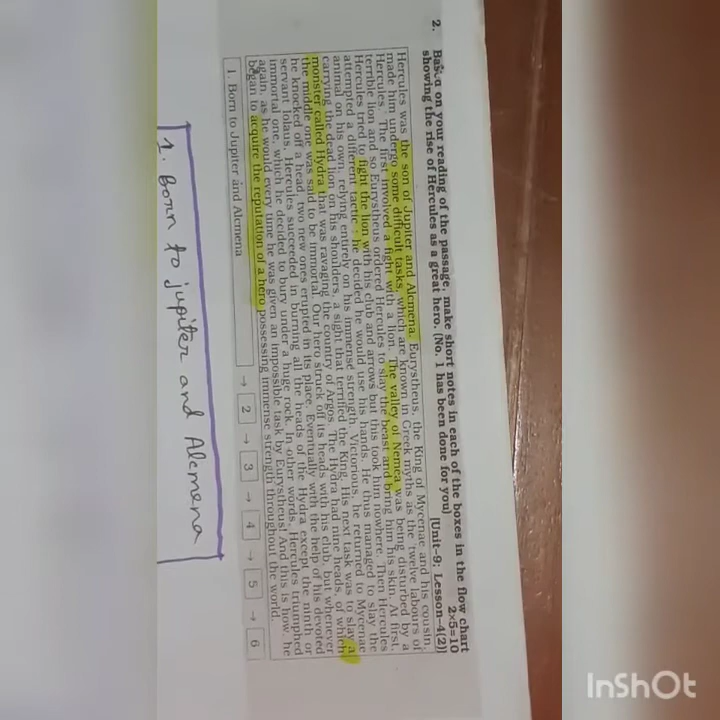 2. Based on your reading of the passage, make short notes in each of the boxes in the flow chart
showing the rise of Hercules as a great hero. (No. 1 has been done for you) 2×5=10
[Unit-9; Lesson-4(2)]
Hercules was the son of Jupiter and Alcmena. Eurystheus, the King of Mycenae and his cousin,
made him undergo some difficult tasks, which are known in Greek myths as the 'twelve labours of
Hercules.' The first involved a fight with a lion. The valley of Nemea was being disturbed by a
terrible lion and so Eurystheus ordered Hercules to slay the beast and bring him its skin. At first,
Hercules tried to fight the lion with his club and arrows but this took him nowhere. Then Hercules
attempted a different tactic : he decided he would use his hands. He thus managed to slay the
animal on his own, relying entirely on his immense strength. Victorious, he returned to Mycenae
carrying the dead lion on his shoulders, a sight that terrified the King. His next task was to slay a
monster called Hydra that was ravaging the country of Argos. The Hydra had nine heads, of which
the middle one was said to be immortal. Our hero struck off its heads with his club, but whenever
he knocked off a head, two new ones erupted in its place. Eventually with the help of his devoted
servant Iolaus, Hercules succeeded in burning all the heads of the Hydra except the ninth or
immortal one, which he decided to bury under a huge rock. In other words, Hercules triumphed
again, as he would every time he was given an impossible task by Eurystheus! And this is how, he
began to acquire the reputation of a hero possessing immense strength throughout the world.
1. Born to Jupiter and Alcmena → 2 → 3 → 4 → 5 → 6
1. Born to jupiter and Alcmena
InShOt